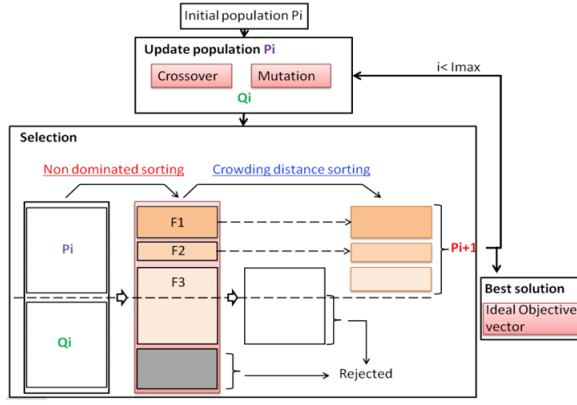 Initial population Pi
Update population Pi
Crossover
Mutation
Qi
i< Imax
Selection
Non dominated sorting
Crowding distance sorting
Pi
F1
F2
F3
Qi
Pi+1
Rejected
Best solution
Ideal Objective
vector